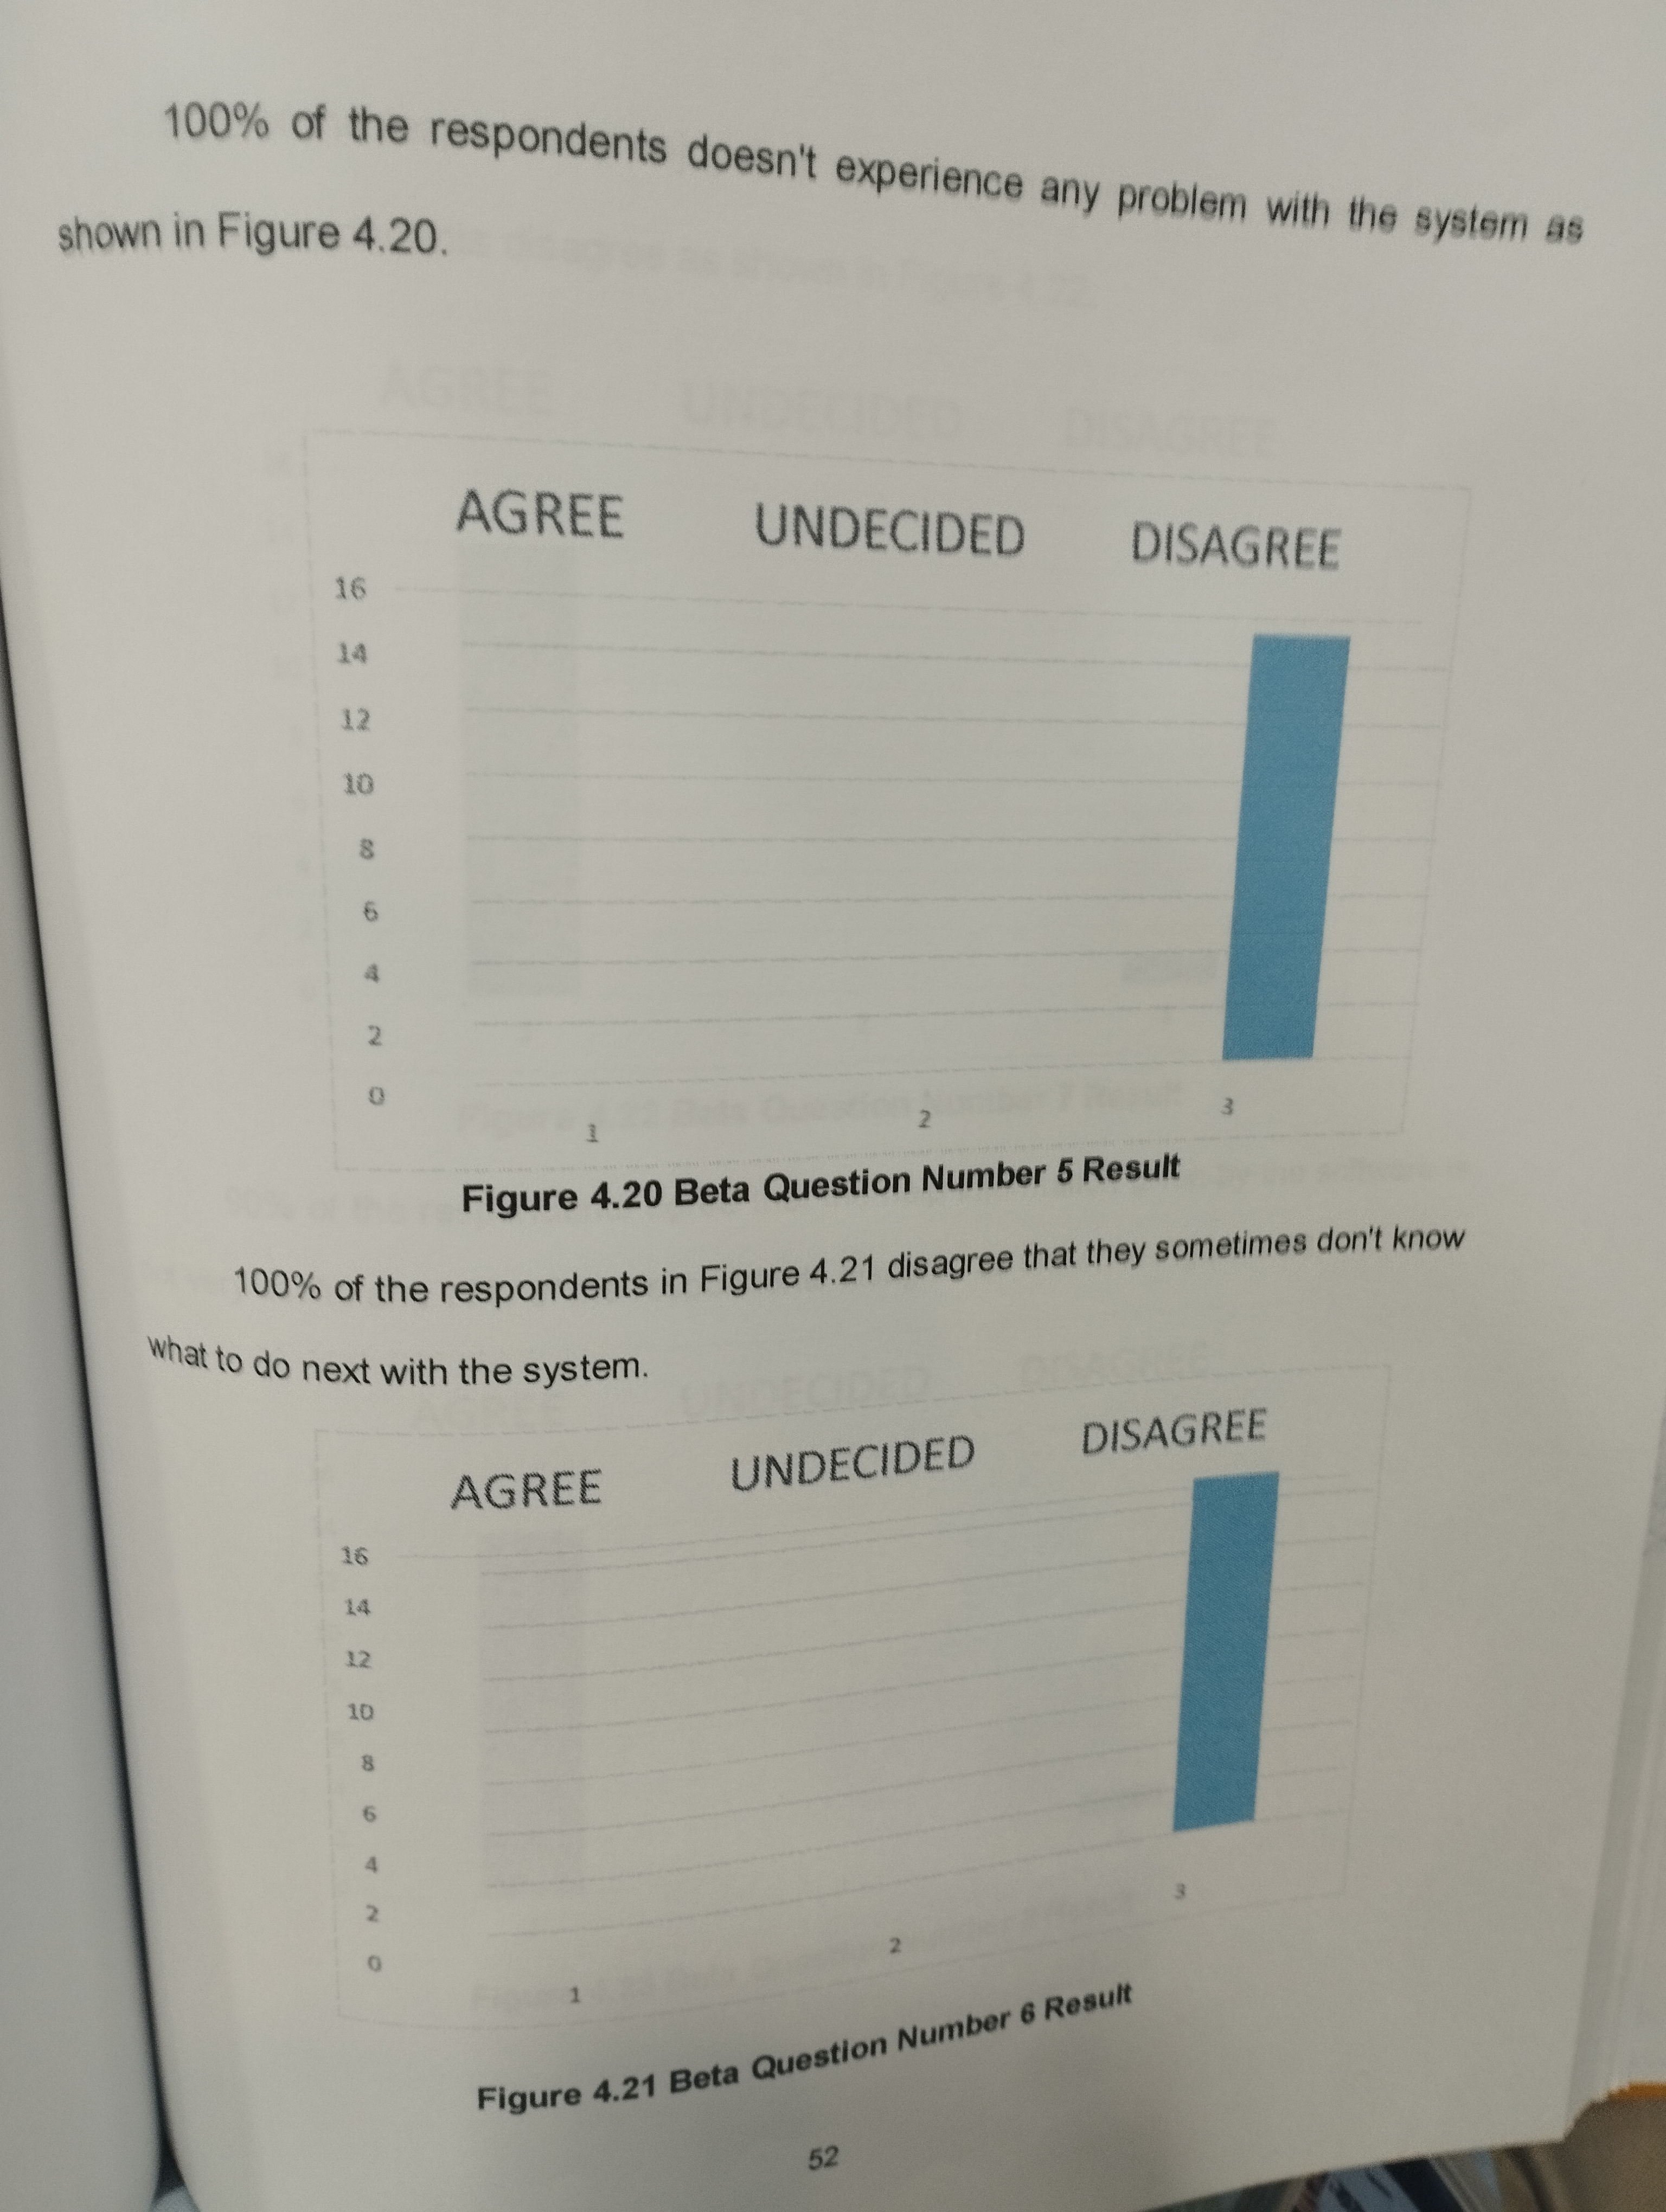 100% of the respondents doesn't experience any problem with the system as
shown in Figure 4.20.
AGREE UNDECIDED DISAGREE
16
14
12
10
8
6
4
2
0
1 2 3
Figure 4.20 Beta Question Number 5 Result
100% of the respondents in Figure 4.21 disagree that they sometimes don't know
what to do next with the system.
AGREE UNDECIDED DISAGREE
16
14
12
10
8
6
4
2
0
1 2 3
Figure 4.21 Beta Question Number 6 Result
52